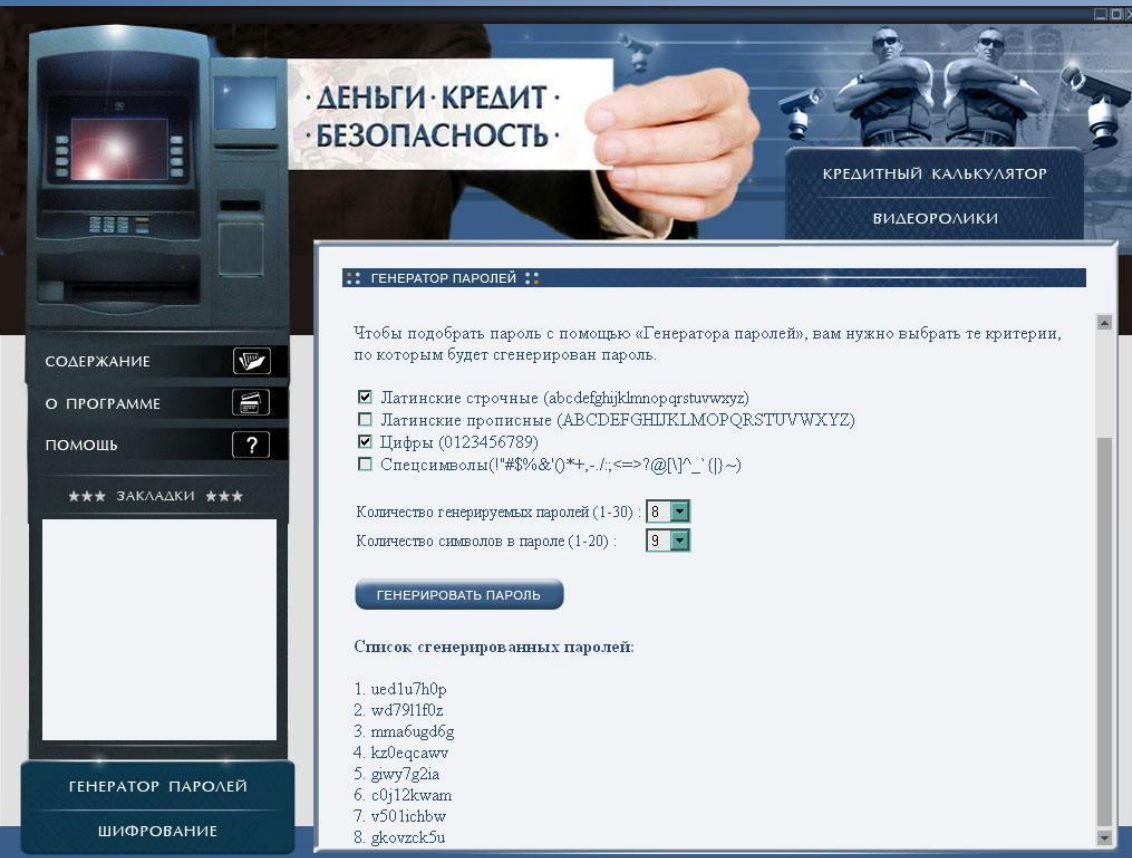 · ДЕНЬГИ · КРЕДИТ ·
· БЕЗОПАСНОСТЬ ·
КРЕДИТНЫЙ КАЛЬКУЛЯТОР
ВИДЕОРОЛИКИ
СОДЕРЖАНИЕ
О ПРОГРАММЕ
ПОМОЩЬ
?
★★★ ЗАКЛАДКИ ★★★
ГЕНЕРАТОР ПАРОЛЕЙ
ШИФРОВАНИЕ
ГЕНЕРАТОР ПАРОЛЕЙ
Чтобы подобрать пароль с помощью «Генератора паролей», вам нужно выбрать те критерии,
по которым будет сгенерирован пароль.
Латинские строчные (abcdefghijklmnopqrstuvwxyz)
Латинские прописные (ABCDEFGHIJKLMOPQRSTUVWXYZ)
Цифры (0123456789)
Спецсимволы(!"#$%&'()*+,-./:;<=>?@[\]^_`{|}~)
Количество генерируемых паролей (1-30) : 8
Количество символов в пароле (1-20) : 9
ГЕНЕРИРОВАТЬ ПАРОЛЬ
Список сгенерированных паролей:
1. ued1u7h0p
2. wd79l1f0z
3. mma6ugd6g
4. kz0eqcawv
5. giwy7g2ia
6. c0j12kwam
7. v501ichbw
8. gkovzck5u